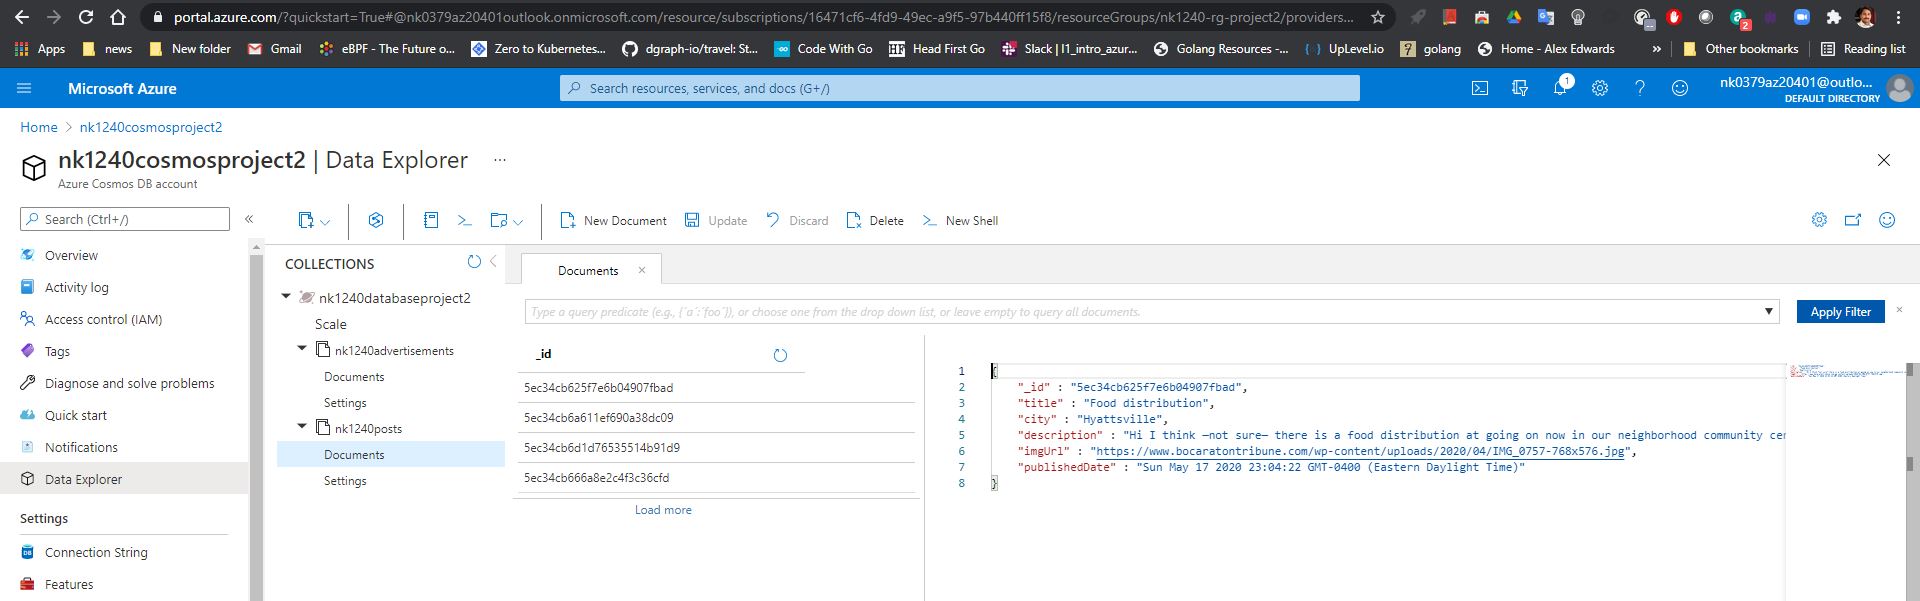 portal.azure.com/?quickstart=True#@nk0379az20401outlook.onmicrosoft.com/resource/subscriptions/16471cf6-4fd9-49ec-a9f5-97b440ff15f8/resourceGroups/nk1240-rg-project2/providers...
Apps news New folder Gmail eBPF - The Future o... Zero to Kubernetes... dgraph-io/travel: St... Code With Go Head First Go Slack | l1_intro_azur... Golang Resources -... UpLevel.io golang Home - Alex Edwards » Other bookmarks Reading list
Microsoft Azure
Search resources, services, and docs (G+/)
1
nk0379az20401@outlo...
DEFAULT DIRECTORY
Home > nk1240cosmosproject2
nk1240cosmosproject2 | Data Explorer ...
Azure Cosmos DB account
Search (Ctrl+/) «
New Document Update Discard Delete New Shell
Overview
Activity log
Access control (IAM)
Tags
Diagnose and solve problems
Quick start
Notifications
Data Explorer
Settings
Connection String
Features
COLLECTIONS
nk1240databaseproject2
Scale
nk1240advertisements
Documents
Settings
nk1240posts
Documents
Settings
Documents
Type a query predicate (e.g., {´a´:´foo´}), or choose one from the drop down list, or leave empty to query all documents.
Apply Filter
_id
5ec34cb625f7e6b04907fbad
5ec34cb6a611ef690a38dc09
5ec34cb6d1d76535514b91d9
5ec34cb666a8e2c4f3c36cfd
Load more
1 {
2 "_id" : "5ec34cb625f7e6b04907fbad",
3 "title" : "Food distribution",
4 "city" : "Hyattsville",
5 "description" : "Hi I think —not sure— there is a food distribution at going on now in our neighborhood community cen
6 "imgUrl" : "https://www.bocaratontribune.com/wp-content/uploads/2020/04/IMG_0757-768x576.jpg",
7 "publishedDate" : "Sun May 17 2020 23:04:22 GMT-0400 (Eastern Daylight Time)"
8 }